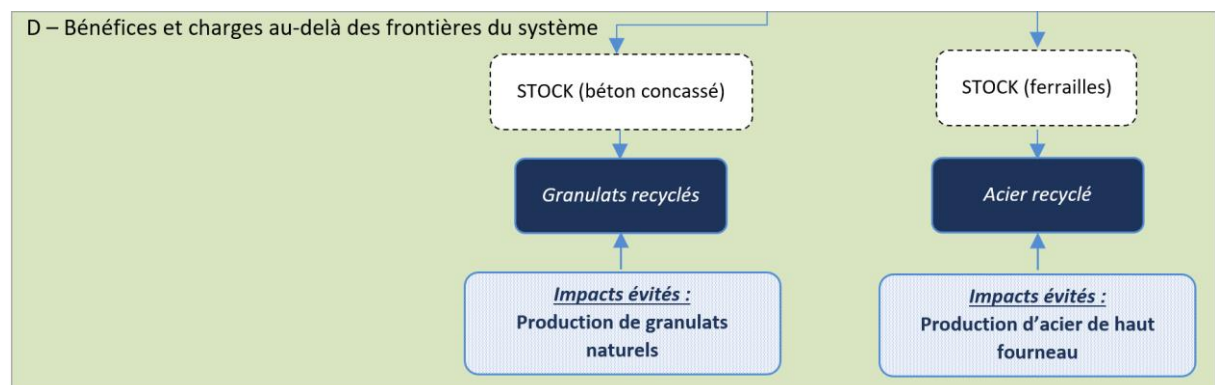 D – Bénéfices et charges au-delà des frontières du système
STOCK (béton concassé)
STOCK (ferrailles)
Granulats recyclés
Acier recyclé
Impacts évités :
Production de granulats
naturels
Impacts évités :
Production d’acier de haut
fourneau